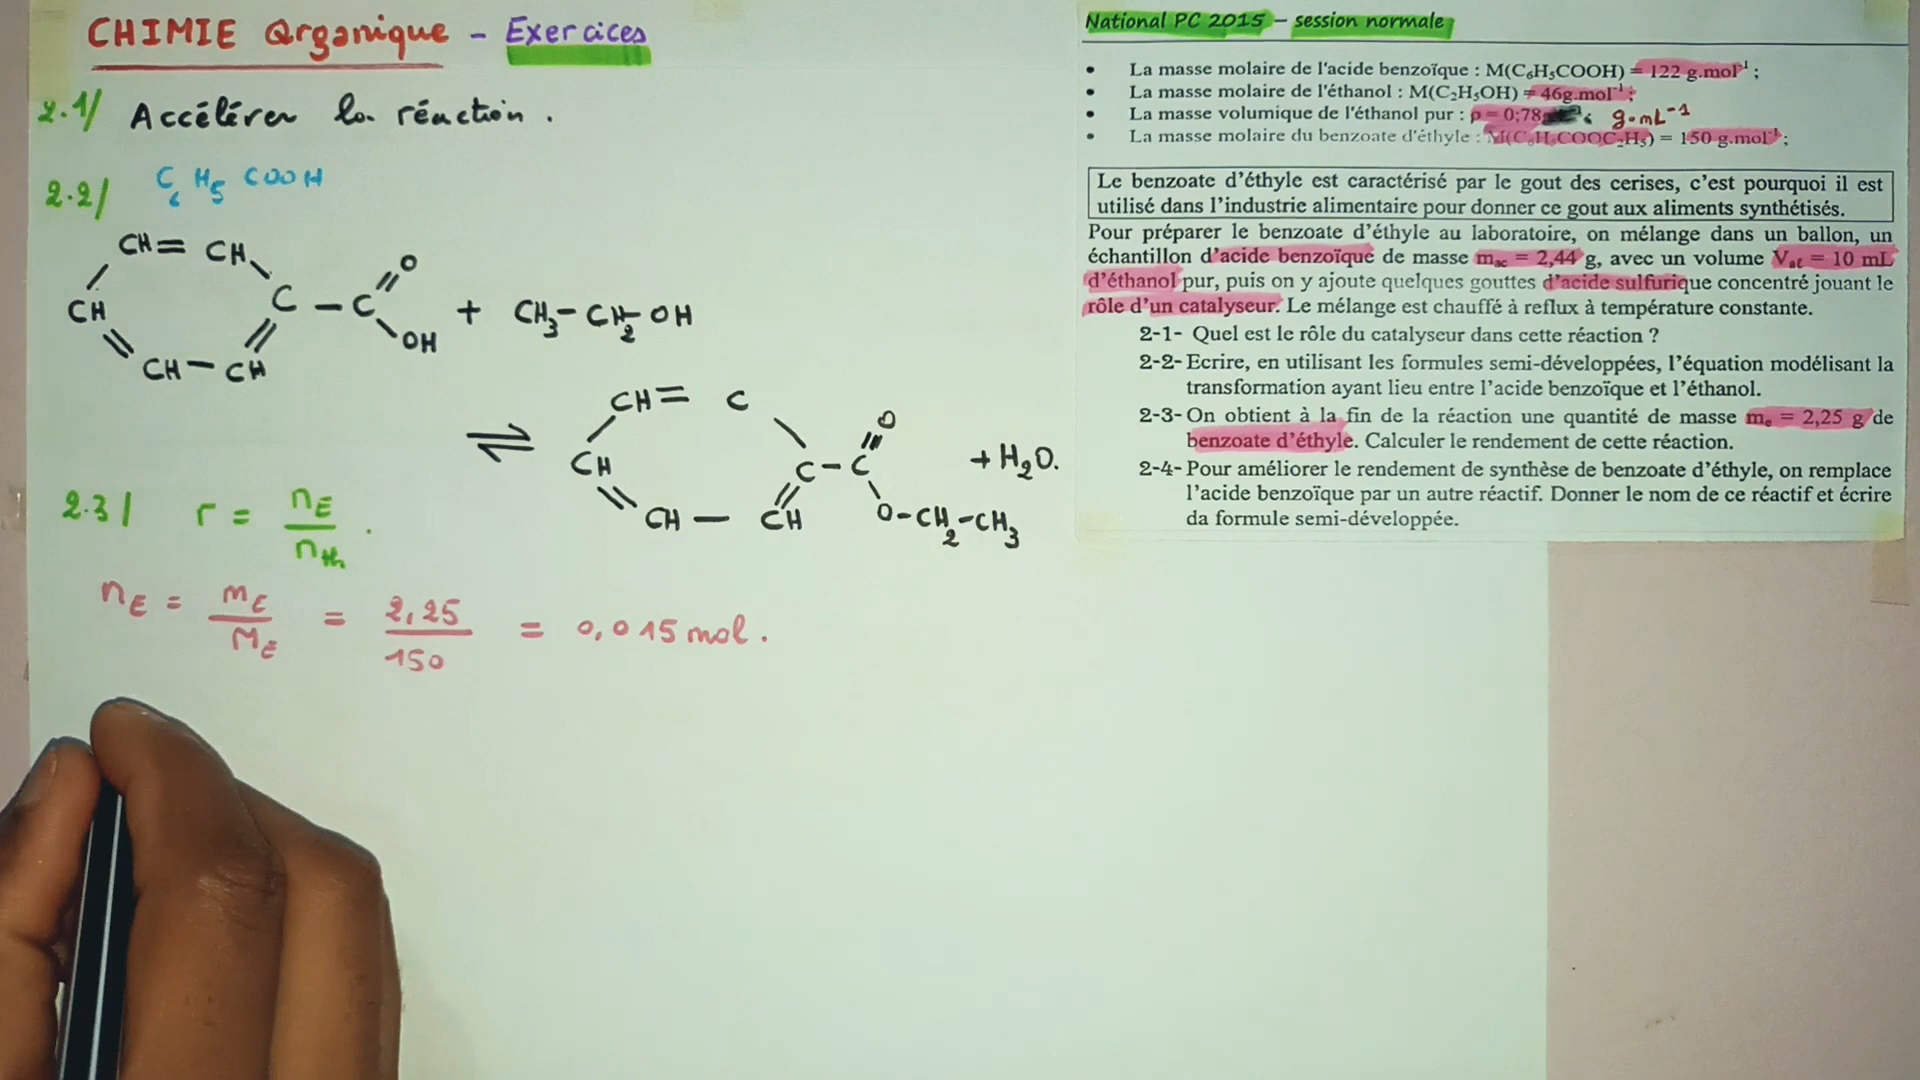 CHIMIE Organique - Exercices
2.1/ Accélérer la réaction .
2.2/ C6H5COOH
CH= CH
CH C - C O
OH
CH - CH
+ CH3-CH2-OH
⇌
CH= C
CH C - C O
CH - CH O-CH2-CH3
+ H2O.
2.3/ r = nE / nth .
nE = mE / ME = 2,25 / 150 = 0,015 mol .
National PC 2015 – session normale
• La masse molaire de l'acide benzoïque : M(C6H5COOH) = 122 g.mol-1 ;
• La masse molaire de l'éthanol : M(C2H5OH) = 46g.mol-1 ;
• La masse volumique de l'éthanol pur : ρ = 0;78 g.mL-1
• La masse molaire du benzoate d'éthyle : M(C6H5COOC2H5) = 150 g.mol-1 ;
Le benzoate d'éthyle est caractérisé par le gout des cerises, c'est pourquoi il est
utilisé dans l'industrie alimentaire pour donner ce gout aux aliments synthétisés.
Pour préparer le benzoate d'éthyle au laboratoire, on mélange dans un ballon, un
échantillon d'acide benzoïque de masse mac = 2,44 g, avec un volume Val = 10 mL
d'éthanol pur, puis on y ajoute quelques gouttes d'acide sulfurique concentré jouant le
rôle d'un catalyseur. Le mélange est chauffé à reflux à température constante.
2-1- Quel est le rôle du catalyseur dans cette réaction ?
2-2- Ecrire, en utilisant les formules semi-développées, l'équation modélisant la
transformation ayant lieu entre l'acide benzoïque et l'éthanol.
2-3- On obtient à la fin de la réaction une quantité de masse me = 2,25 g de
benzoate d'éthyle. Calculer le rendement de cette réaction.
2-4- Pour améliorer le rendement de synthèse de benzoate d'éthyle, on remplace
l'acide benzoïque par un autre réactif. Donner le nom de ce réactif et écrire
da formule semi-développée.